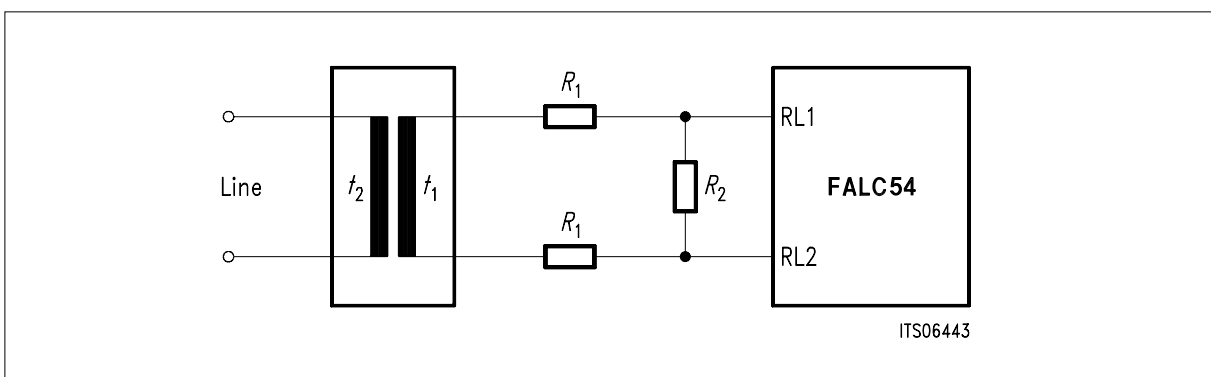 R1
RL1
Line
t2
t1
R2
FALC54
R1
RL2
ITS06443